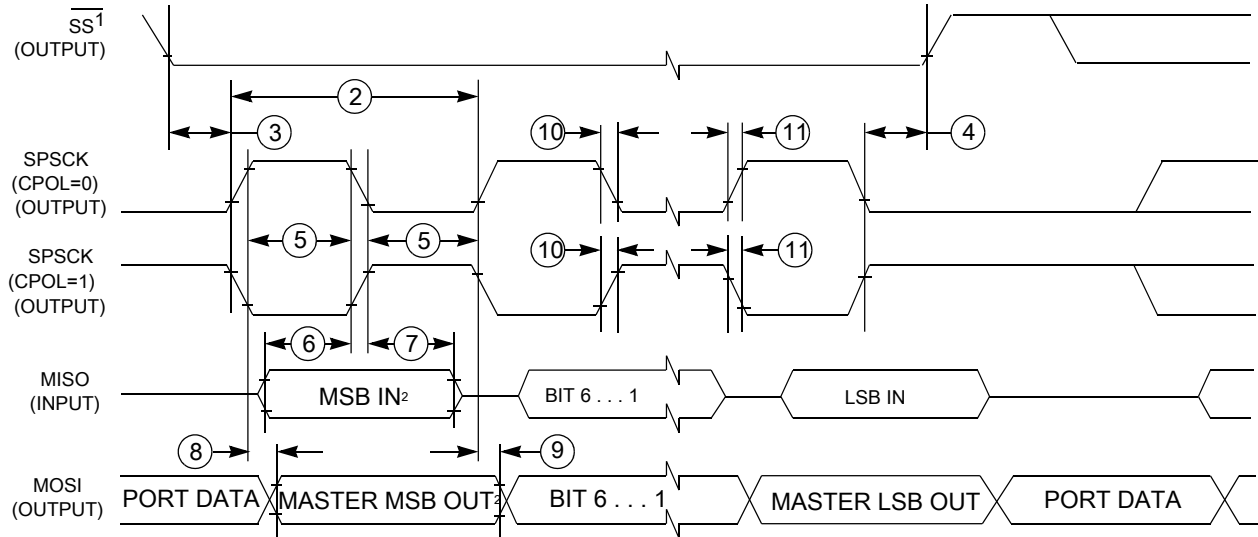 SS1
(OUTPUT)
2
3
10
11
4
SPSCK
(CPOL=0)
(OUTPUT)
5
5
SPSCK
(CPOL=1)
(OUTPUT)
10
11
6
7
MISO
(INPUT)
MSB IN2
BIT 6 . . . 1
LSB IN
8
9
MOSI
(OUTPUT)
PORT DATA
MASTER MSB OUT2
BIT 6 . . . 1
MASTER LSB OUT
PORT DATA